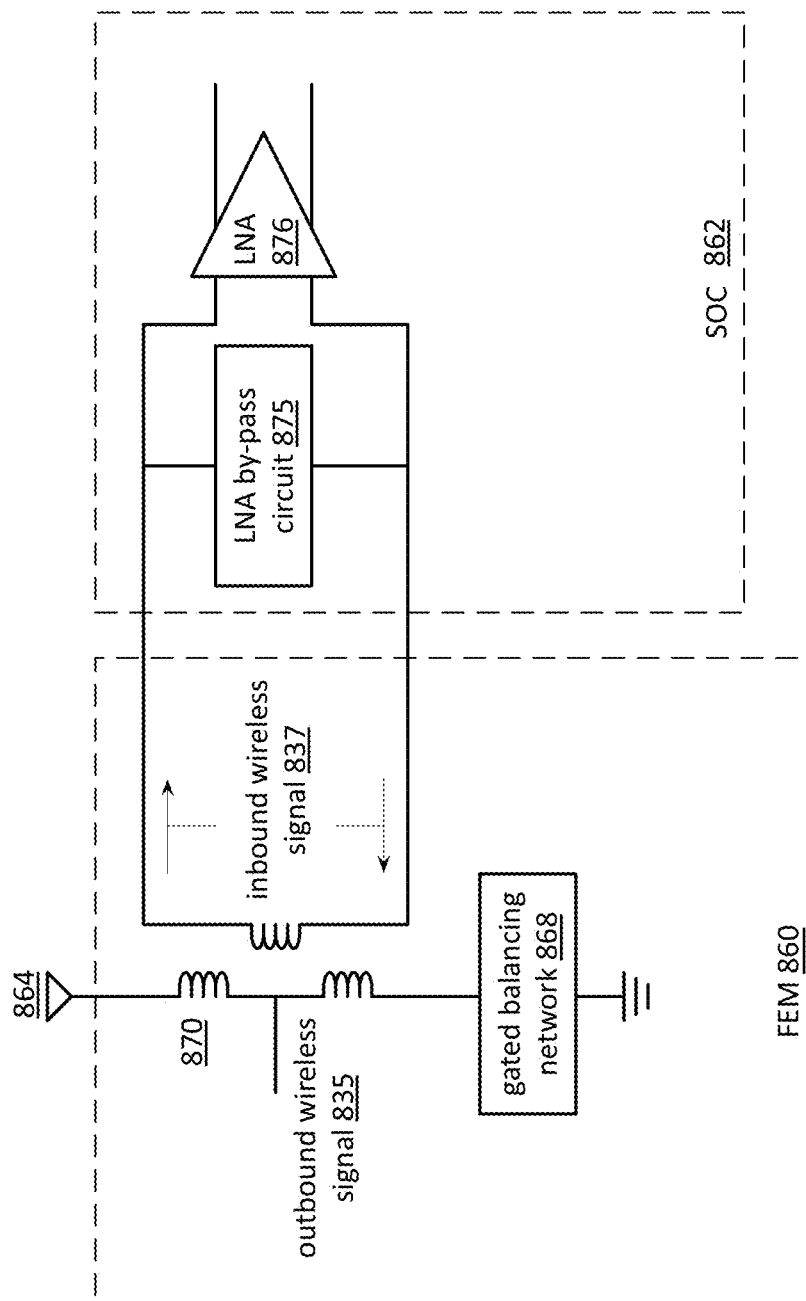 864
870
outbound wireless
signal 835
inbound wireless
signal 837
gated balancing
network 868
FEM 860
LNA by-pass
circuit 875
LNA
876
SOC 862